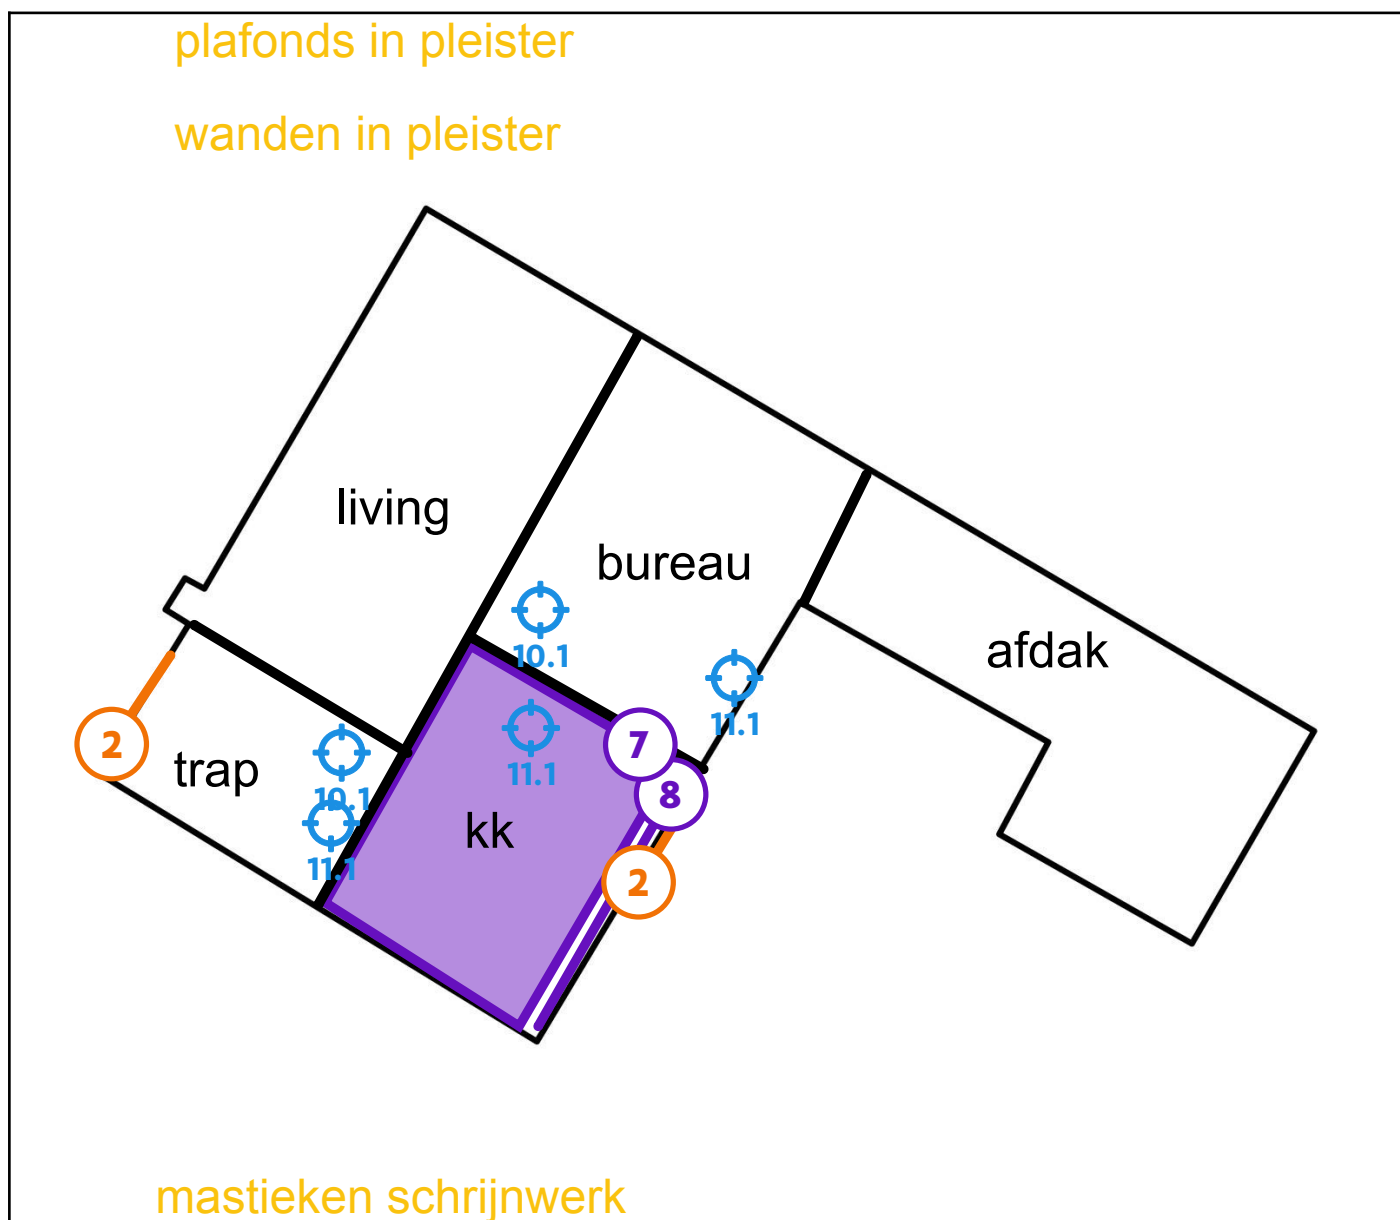 plafonds in pleister
wanden in pleister
living
bureau
10.1
afdak
11.1
11.1
7
2
trap
10.1
8
kk
11.1
2
mastieken schrijnwerk